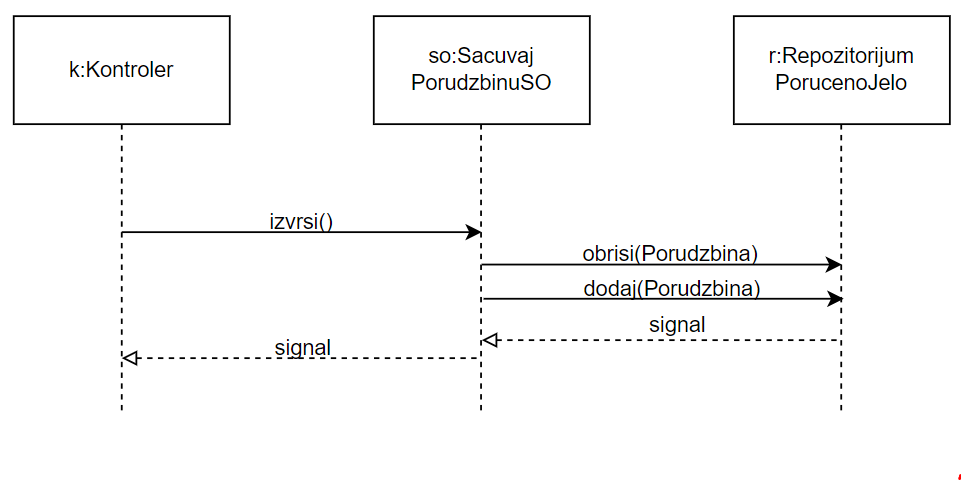 k:Kontroler
so:Sacuvaj
PorudzbinuSO
r:Repozitorijum
PorucenoJelo
izvrsi()
obrisi(Porudzbina)
dodaj(Porudzbina)
signal
signal